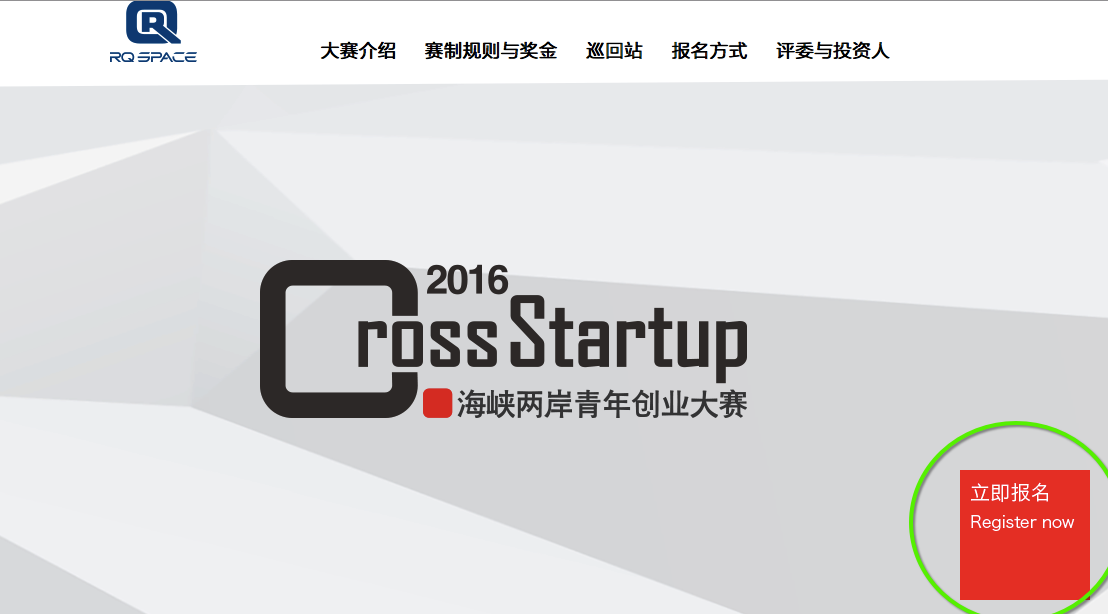 RQ SPACE
大赛介绍 赛制规则与奖金 巡回站 报名方式 评委与投资人
2016
Cross Startup
海峡两岸青年创业大赛
立即报名
Register now